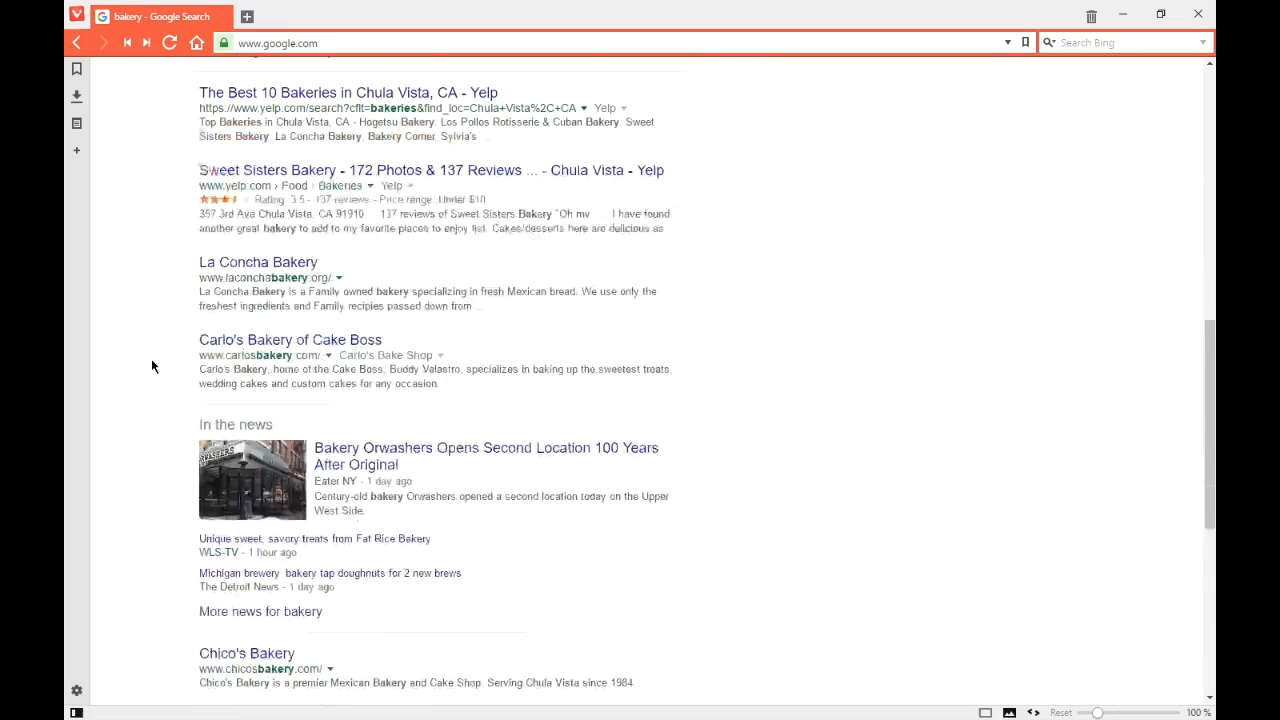 bakery - Google Search
www.google.com
Search Bing
The Best 10 Bakeries in Chula Vista, CA - Yelp
https://www.yelp.com/search?cflt=bakeries&find_loc=Chula+Vista%2C+CA Yelp
Top Bakeries in Chula Vista, CA - Hogetsu Bakery, Los Pollos Rotisserie & Cuban Bakery, Sweet
Sisters Bakery La Concha Bakery, Bakery Corner, Sylvia's
Sweet Sisters Bakery - 172 Photos & 137 Reviews ... - Chula Vista - Yelp
www.yelp.com › Food Bakeries Yelp
Rating 3.5 - 137 reviews - Price range Under $10
357 3rd Ave Chula Vista, CA 91910 137 reviews of Sweet Sisters Bakery "Oh my ... I have found
another great bakery to add to my favorite places to enjoy list. Cakes/desserts here are delicious as
La Concha Bakery
www.laconchabakery.org/
La Concha Bakery is a Family owned bakery specializing in fresh Mexican bread. We use only the
freshest ingredients and Family recipies passed down from ...
Carlo's Bakery of Cake Boss
www.carlosbakery.com/ Carlo's Bake Shop
Carlo's Bakery, home of the Cake Boss, Buddy Valastro, specializes in baking up the sweetest treats,
wedding cakes and custom cakes for any occasion.
In the news
Bakery Orwashers Opens Second Location 100 Years
After Original
Eater NY - 1 day ago
Century-old bakery Orwashers opened a second location today on the Upper
West Side.
Unique sweet, savory treats from Fat Rice Bakery
WLS-TV - 1 hour ago
Michigan brewery bakery tap doughnuts for 2 new brews
The Detroit News - 1 day ago
More news for bakery
Chico's Bakery
www.chicosbakery.com/
Chico's Bakery is a premier Mexican Bakery and Cake Shop. Serving Chula Vista since 1984
Reset 100 %